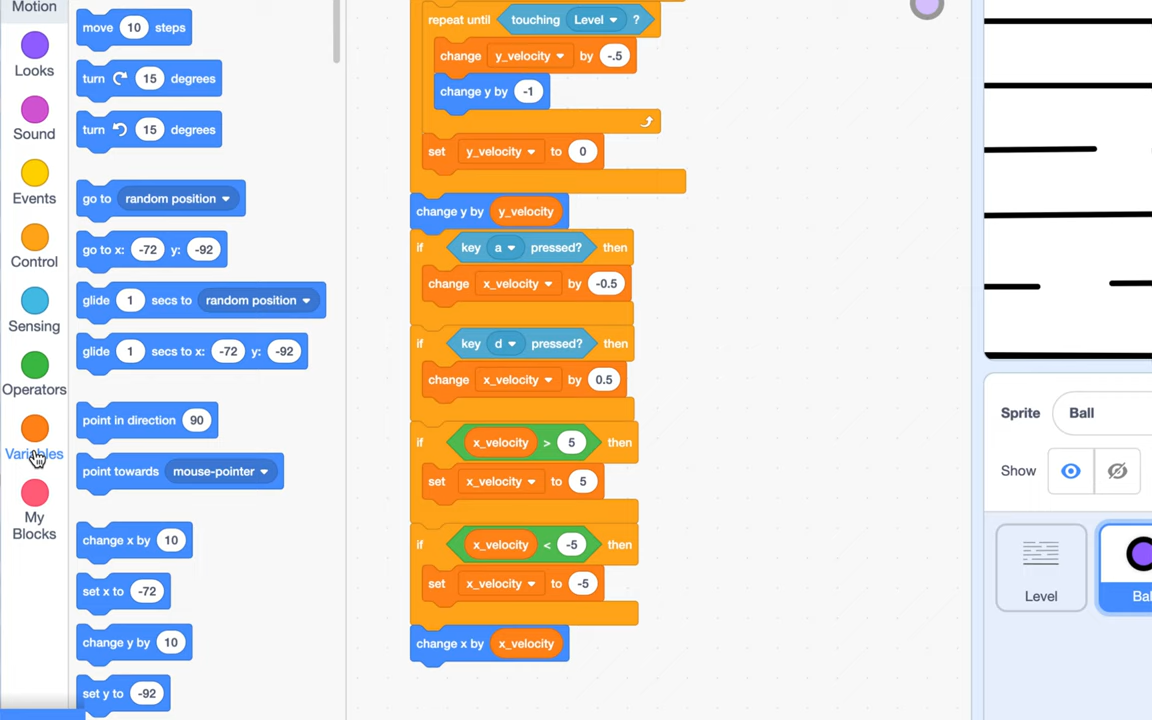 Motion
Looks
Sound
Events
Control
Sensing
Operators
Variables
My
Blocks
move 10 steps
turn 15 degrees
turn 15 degrees
go to random position
go to x: -72 y: -92
glide 1 secs to random position
glide 1 secs to x: -72 y: -92
point in direction 90
point towards mouse-pointer
change x by 10
set x to -72
change y by 10
set y to -92
repeat until touching Level ?
change y_velocity by -.5
change y by -1
set y_velocity to 0
change y by y_velocity
if key a pressed? then
change x_velocity by -0.5
if key d pressed? then
change x_velocity by 0.5
if x_velocity > 5 then
set x_velocity to 5
if x_velocity < -5 then
set x_velocity to -5
change x by x_velocity
Sprite Ball
Show
Level
Bal